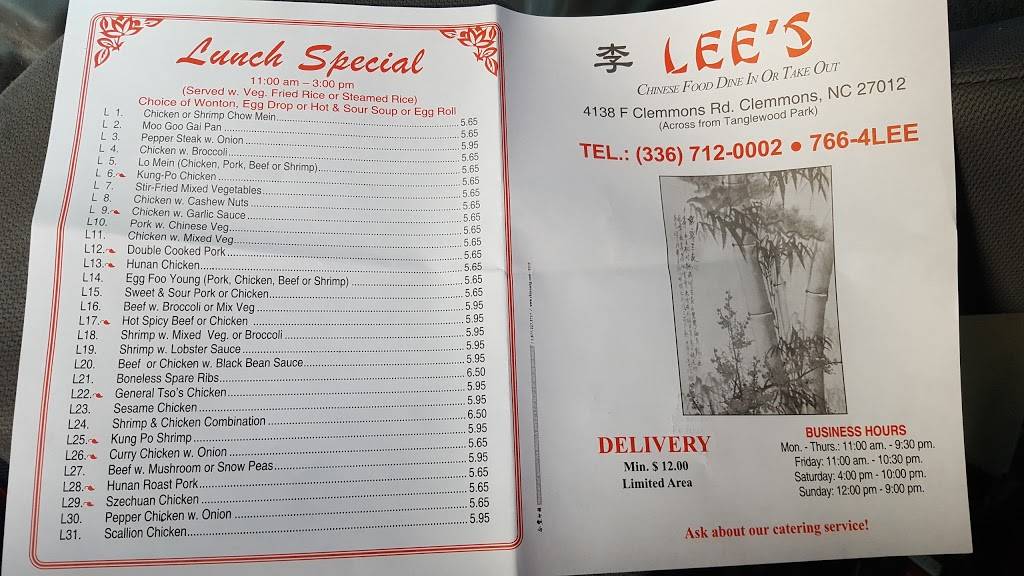 Lunch Special
11:00 am – 3:00 pm
(Served w. Veg. Fried Rice or Steamed Rice)
Choice of Wonton, Egg Drop or Hot & Sour Soup or Egg Roll
L 1. Chicken or Shrimp Chow Mein 5.65
L 2. Moo Goo Gai Pan 5.65
L 3. Pepper Steak w. Onion 5.95
L 4. Chicken w. Broccoli 5.65
L 5. Lo Mein (Chicken, Pork, Beef or Shrimp) 5.65
L 6. Kung-Po Chicken 5.65
L 7. Stir-Fried Mixed Vegetables 5.65
L 8. Chicken w. Cashew Nuts 5.65
L 9. Chicken w. Garlic Sauce 5.65
L10. Pork w. Chinese Veg 5.65
L11. Chicken w. Mixed Veg 5.65
L12. Double Cooked Pork 5.65
L13. Hunan Chicken 5.65
L14. Egg Foo Young (Pork, Chicken, Beef or Shrimp) 5.65
L15. Sweet & Sour Pork or Chicken 5.65
L16. Beef w. Broccoli or Mix Veg 5.95
L17. Hot Spicy Beef or Chicken 5.95
L18. Shrimp w. Mixed Veg. or Broccoli 5.95
L19. Shrimp w. Lobster Sauce 5.95
L20. Beef or Chicken w. Black Bean Sauce 5.95
L21. Boneless Spare Ribs 6.50
L22. General Tso's Chicken 5.95
L23. Sesame Chicken 5.95
L24. Shrimp & Chicken Combination 6.50
L25. Kung Po Shrimp 5.95
L26. Curry Chicken w. Onion 5.65
L27. Beef w. Mushroom or Snow Peas 5.95
L28. Hunan Roast Pork 5.65
L29. Szechuan Chicken 5.65
L30. Pepper Chicken w. Onion 5.65
L31. Scallion Chicken 5.95
李 LEE'S
Chinese Food Dine In Or Take Out
4138 F Clemmons Rd. Clemmons, NC 27012
(Across from Tanglewood Park)
TEL.: (336) 712-0002 ● 766-4LEE
DELIVERY
Min. $ 12.00
Limited Area
BUSINESS HOURS
Mon. - Thurs.: 11:00 am. - 9:30 pm.
Friday: 11:00 am. - 10:30 pm.
Saturday: 4:00 pm - 10:00 pm.
Sunday: 12:00 pm - 9:00 pm.
Ask about our catering service!